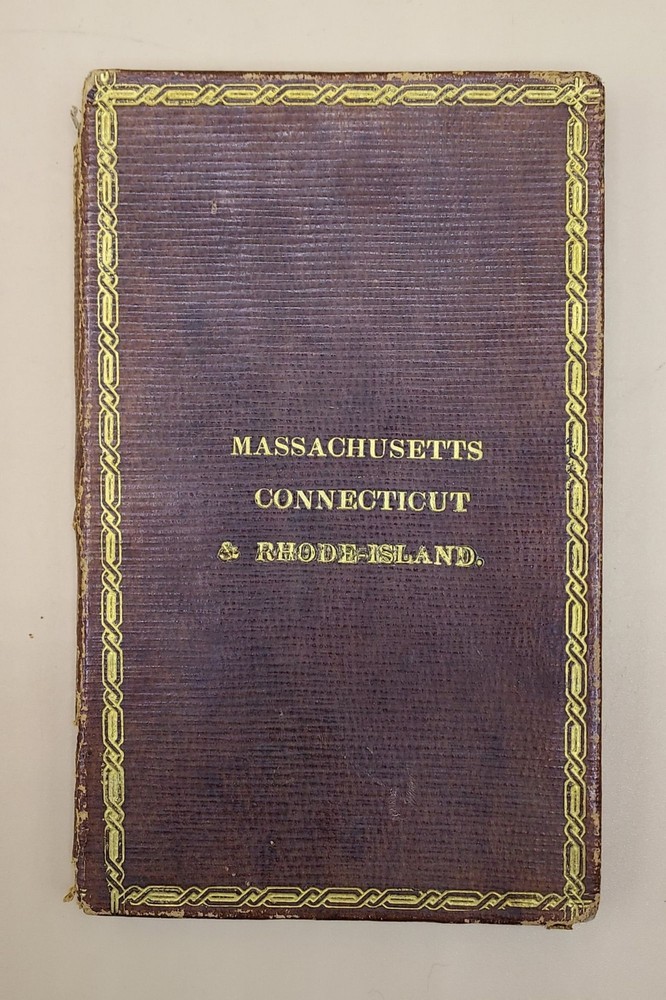 MASSACHUSETTS
CONNECTICUT
& RHODE-ISLAND.